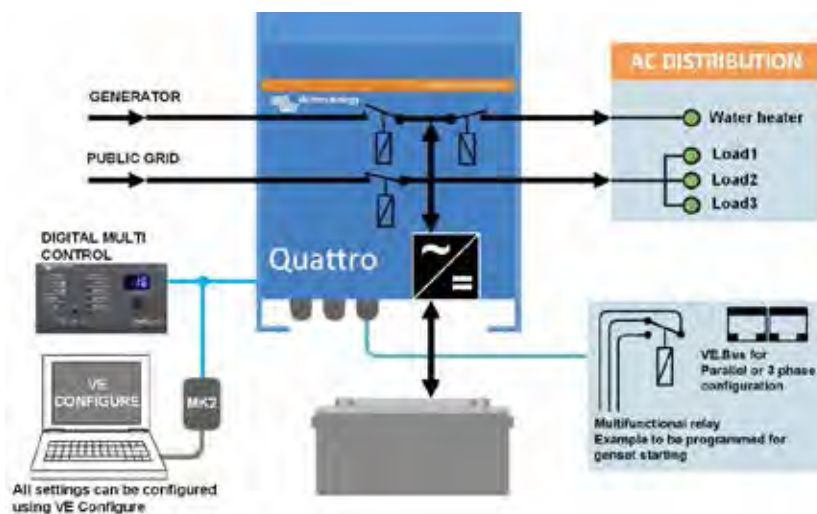 AC DISTRIBUTION
GENERATOR
victron energy
Water heater
PUBLIC GRID
Load1
Load2
Load3
DIGITAL MULTI
CONTROL
Quattro
VE.Bus for
Parallel or 3 phase
configuration
VE
CONFIGURE
MK2
Multifunctional relay
Example to be programmed for
genset starting
All settings can be configured
using VE Configure